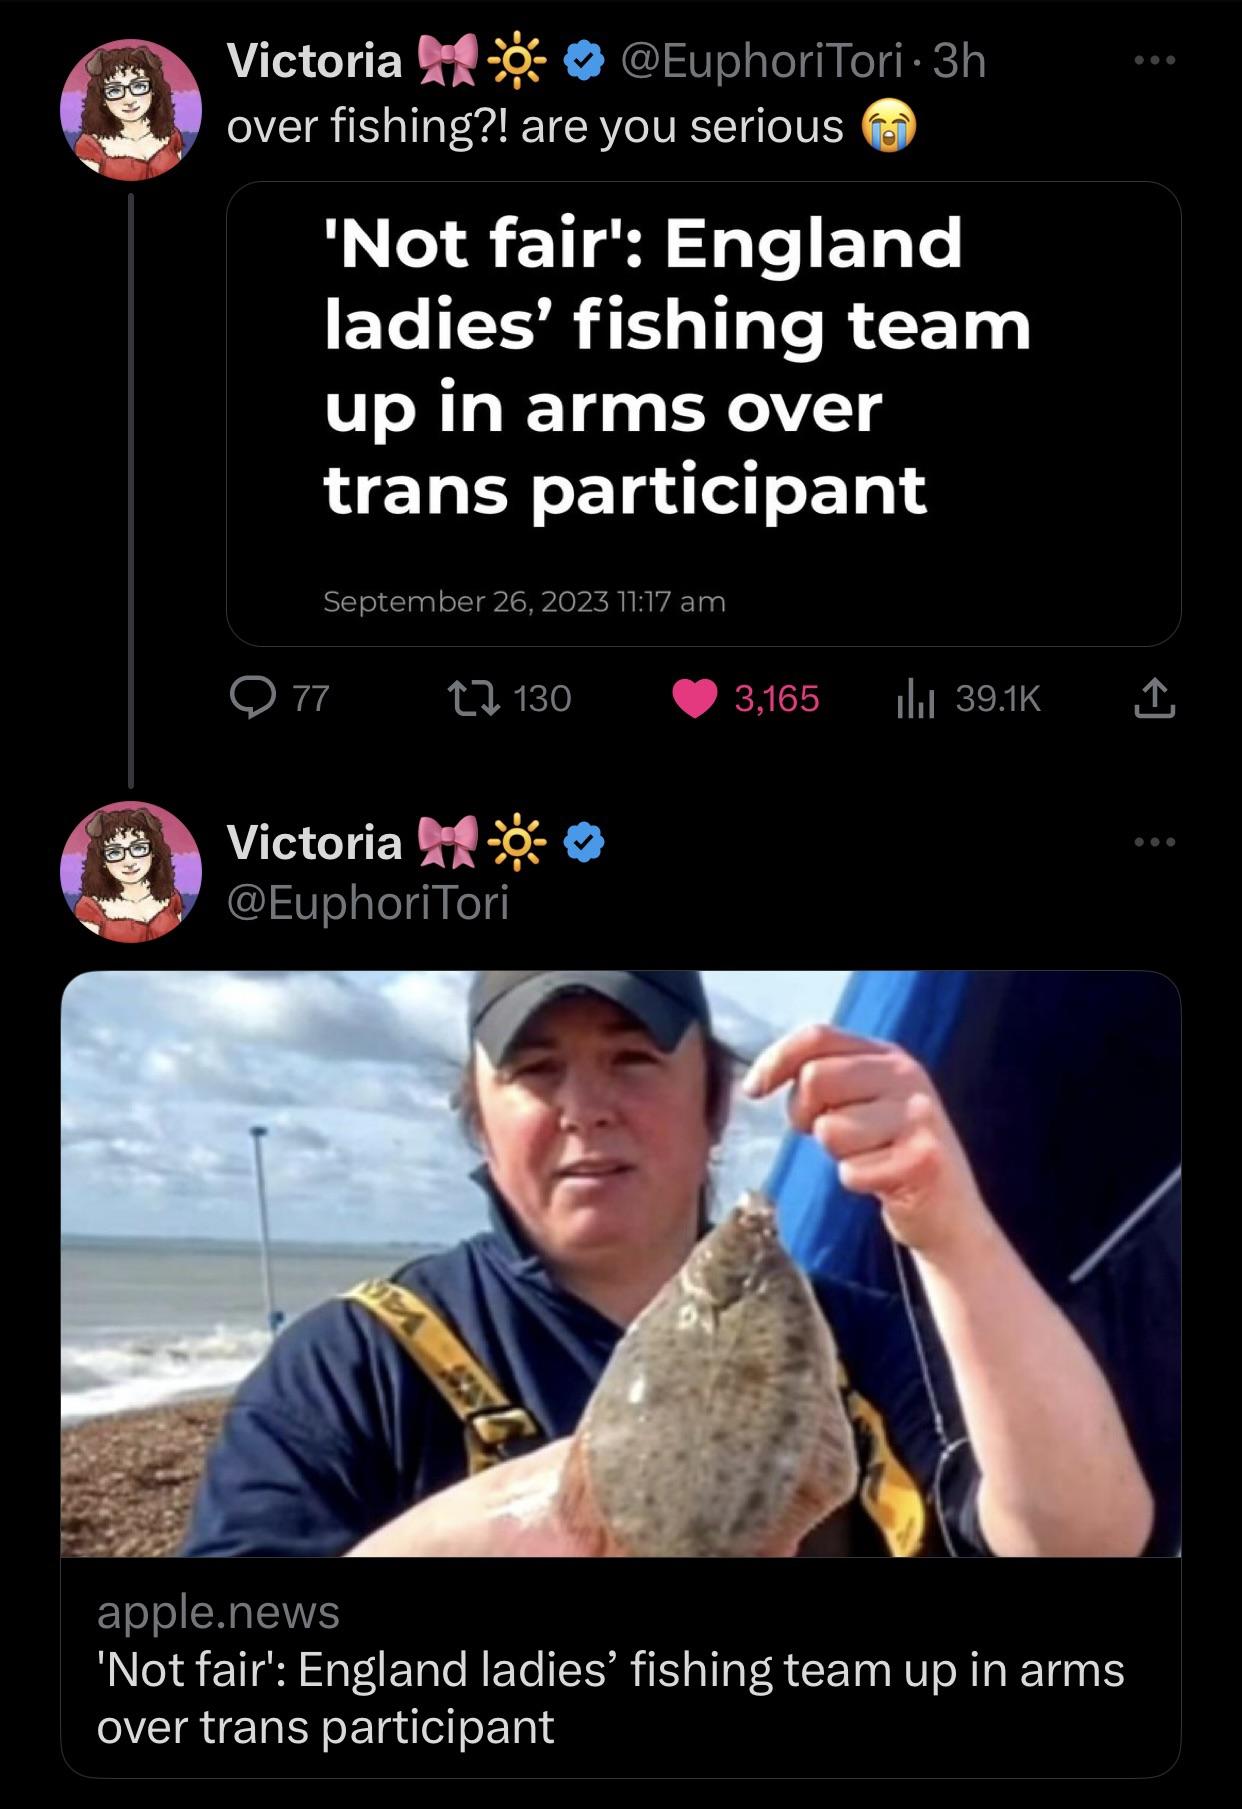 Victoria 🎀🔆 @EuphoriTori · 3h
over fishing?! are you serious 😭
'Not fair': England
ladies’ fishing team
up in arms over
trans participant
September 26, 2023 11:17 am
77 130 3,165 39.1K
Victoria 🎀🔆
@EuphoriTori
apple.news
'Not fair': England ladies’ fishing team up in arms
over trans participant